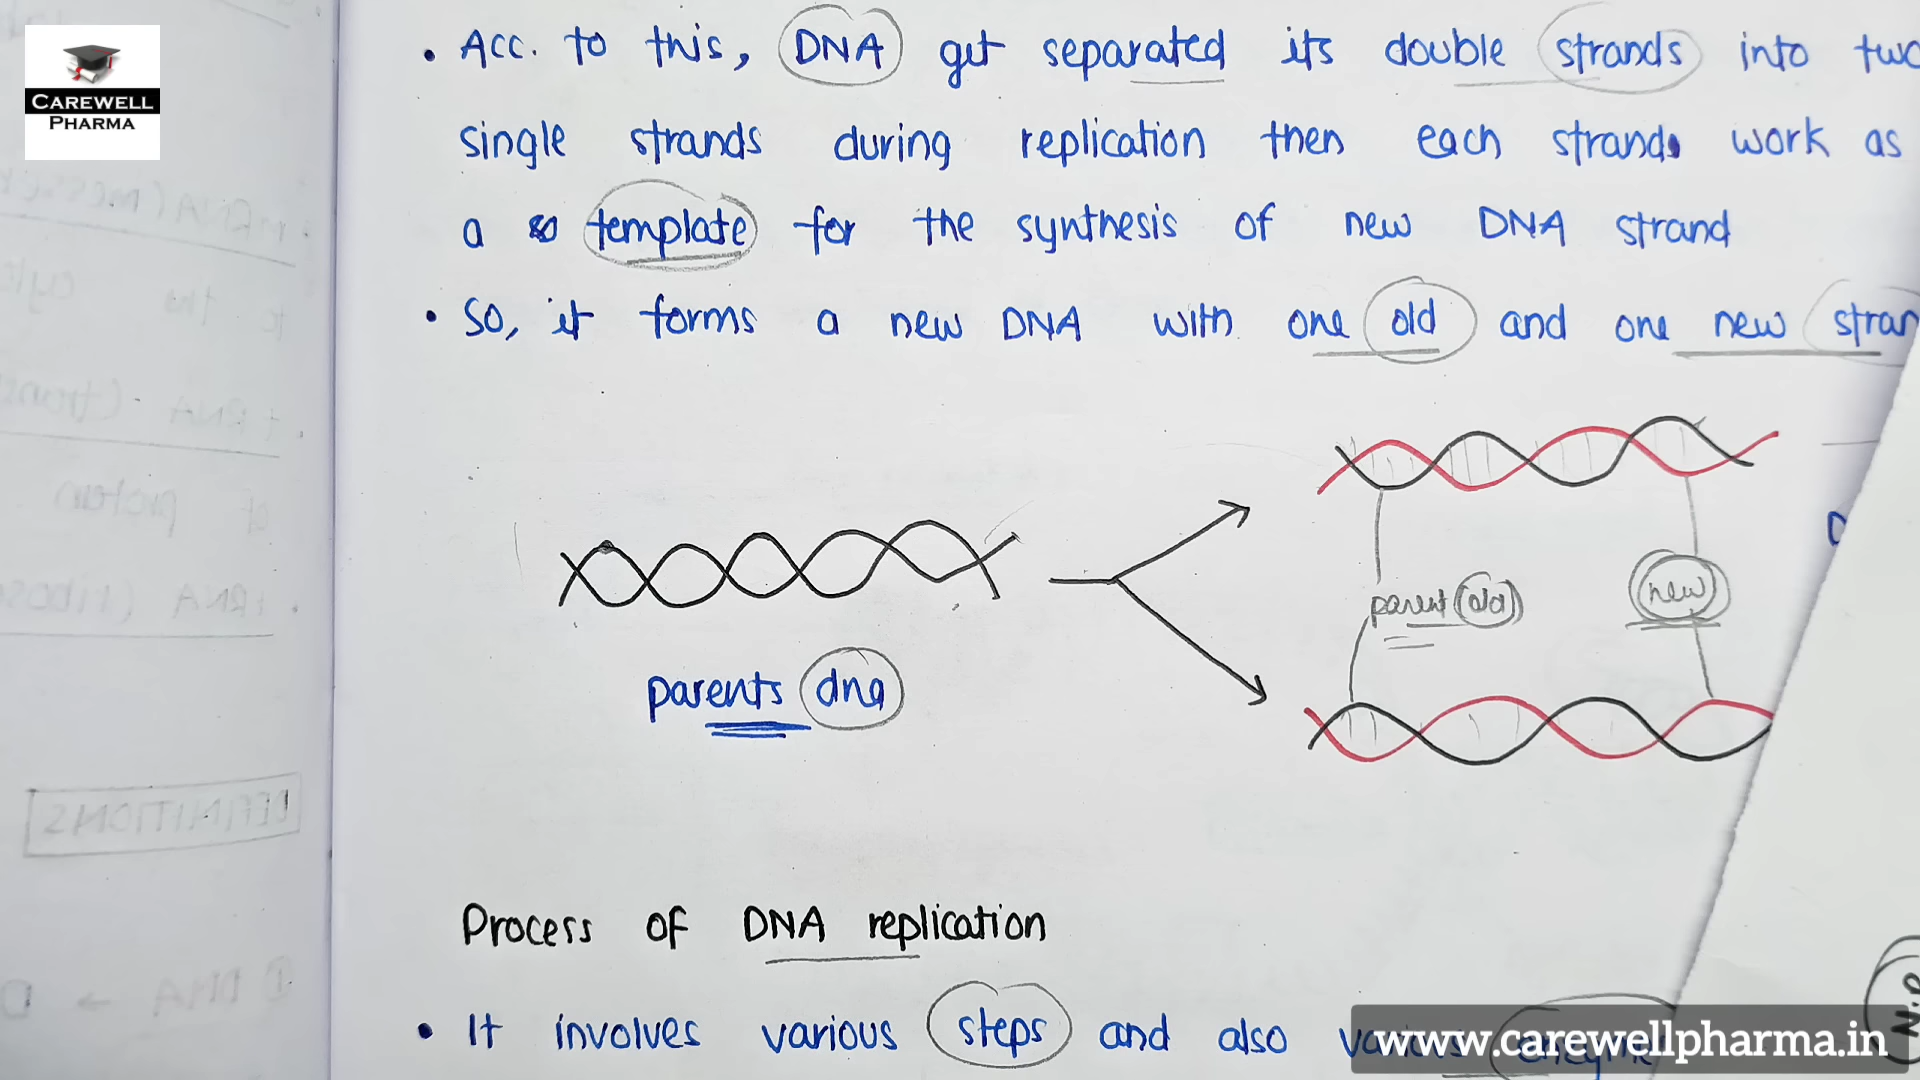 CAREWELL
PHARMA
• Acc. to this, DNA get separated its double strands into two
single strands during replication then each strands work as
a template for the synthesis of new DNA strand
• So, it forms a new DNA with one old and one new stran
parent (old)
new
parents dna
Process of DNA replication
• It involves various steps and also various enzyme
www.carewellpharma.in